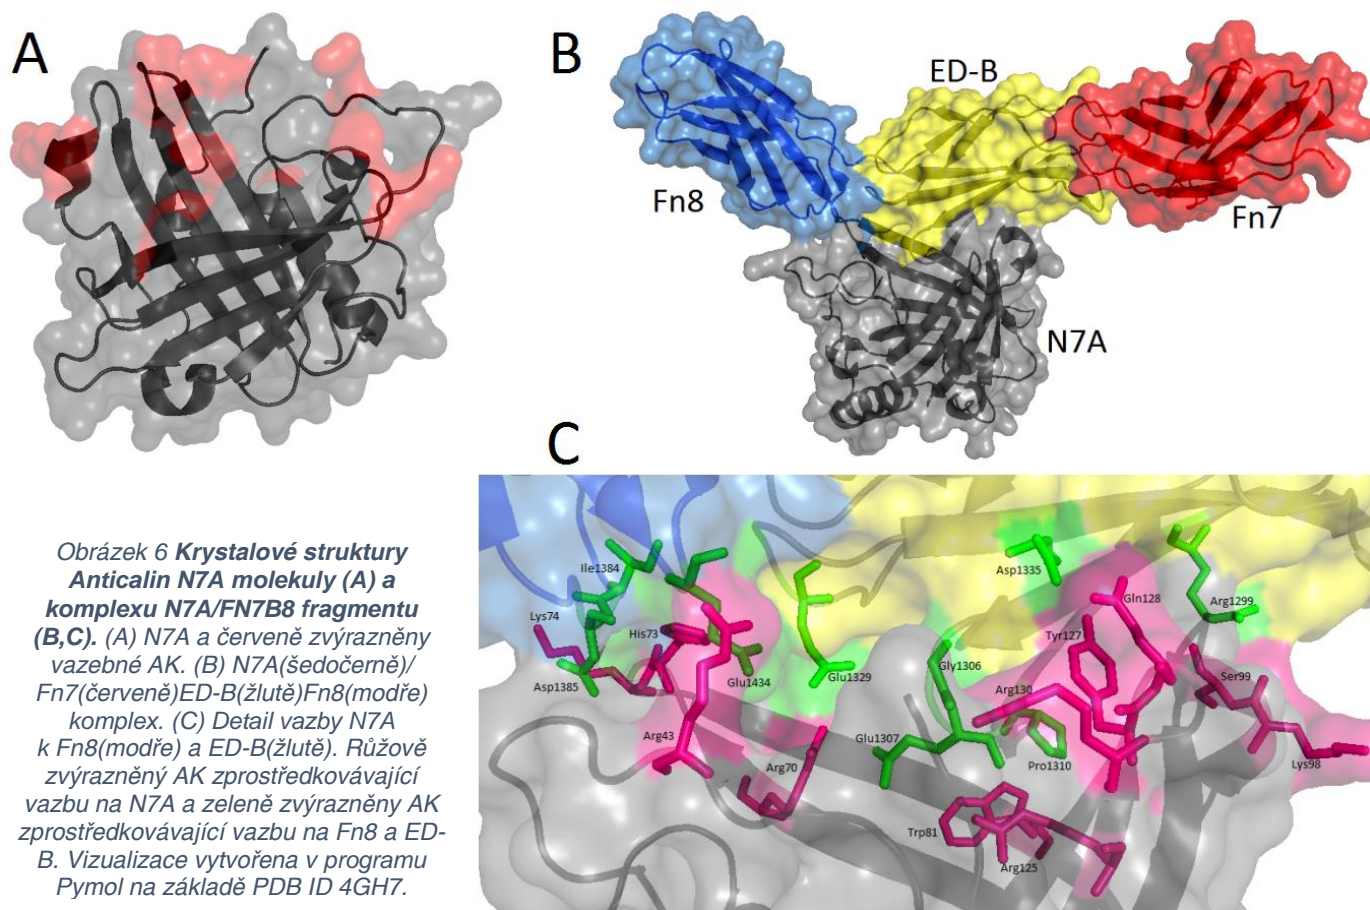 A
B
ED-B
Fn8
Fn7
N7A
C
Obrázek 6 Krystalové struktury
Anticalin N7A molekuly (A) a
komplexu N7A/FN7B8 fragmentu
(B,C). (A) N7A a červeně zvýrazněny
vazebné AK. (B) N7A(šedočerně)/
Fn7(červeně)ED-B(žlutě)Fn8(modře)
komplex. (C) Detail vazby N7A
k Fn8(modře) a ED-B(žlutě). Růžově
zvýrazněný AK zprostředkovávající
vazbu na N7A a zeleně zvýrazněny AK
zprostředkovávající vazbu na Fn8 a ED-
B. Vizualizace vytvořena v programu
Pymol na základě PDB ID 4GH7.
Ile1384
Lys74
His73
Asp1385
Glu1434
Arg43
Arg70
Glu1329
Asp1335
Gln128
Tyr127
Arg1299
Gly1306
Arg130
Ser99
Glu1307
Pro1310
Lys98
Trp81
Arg125